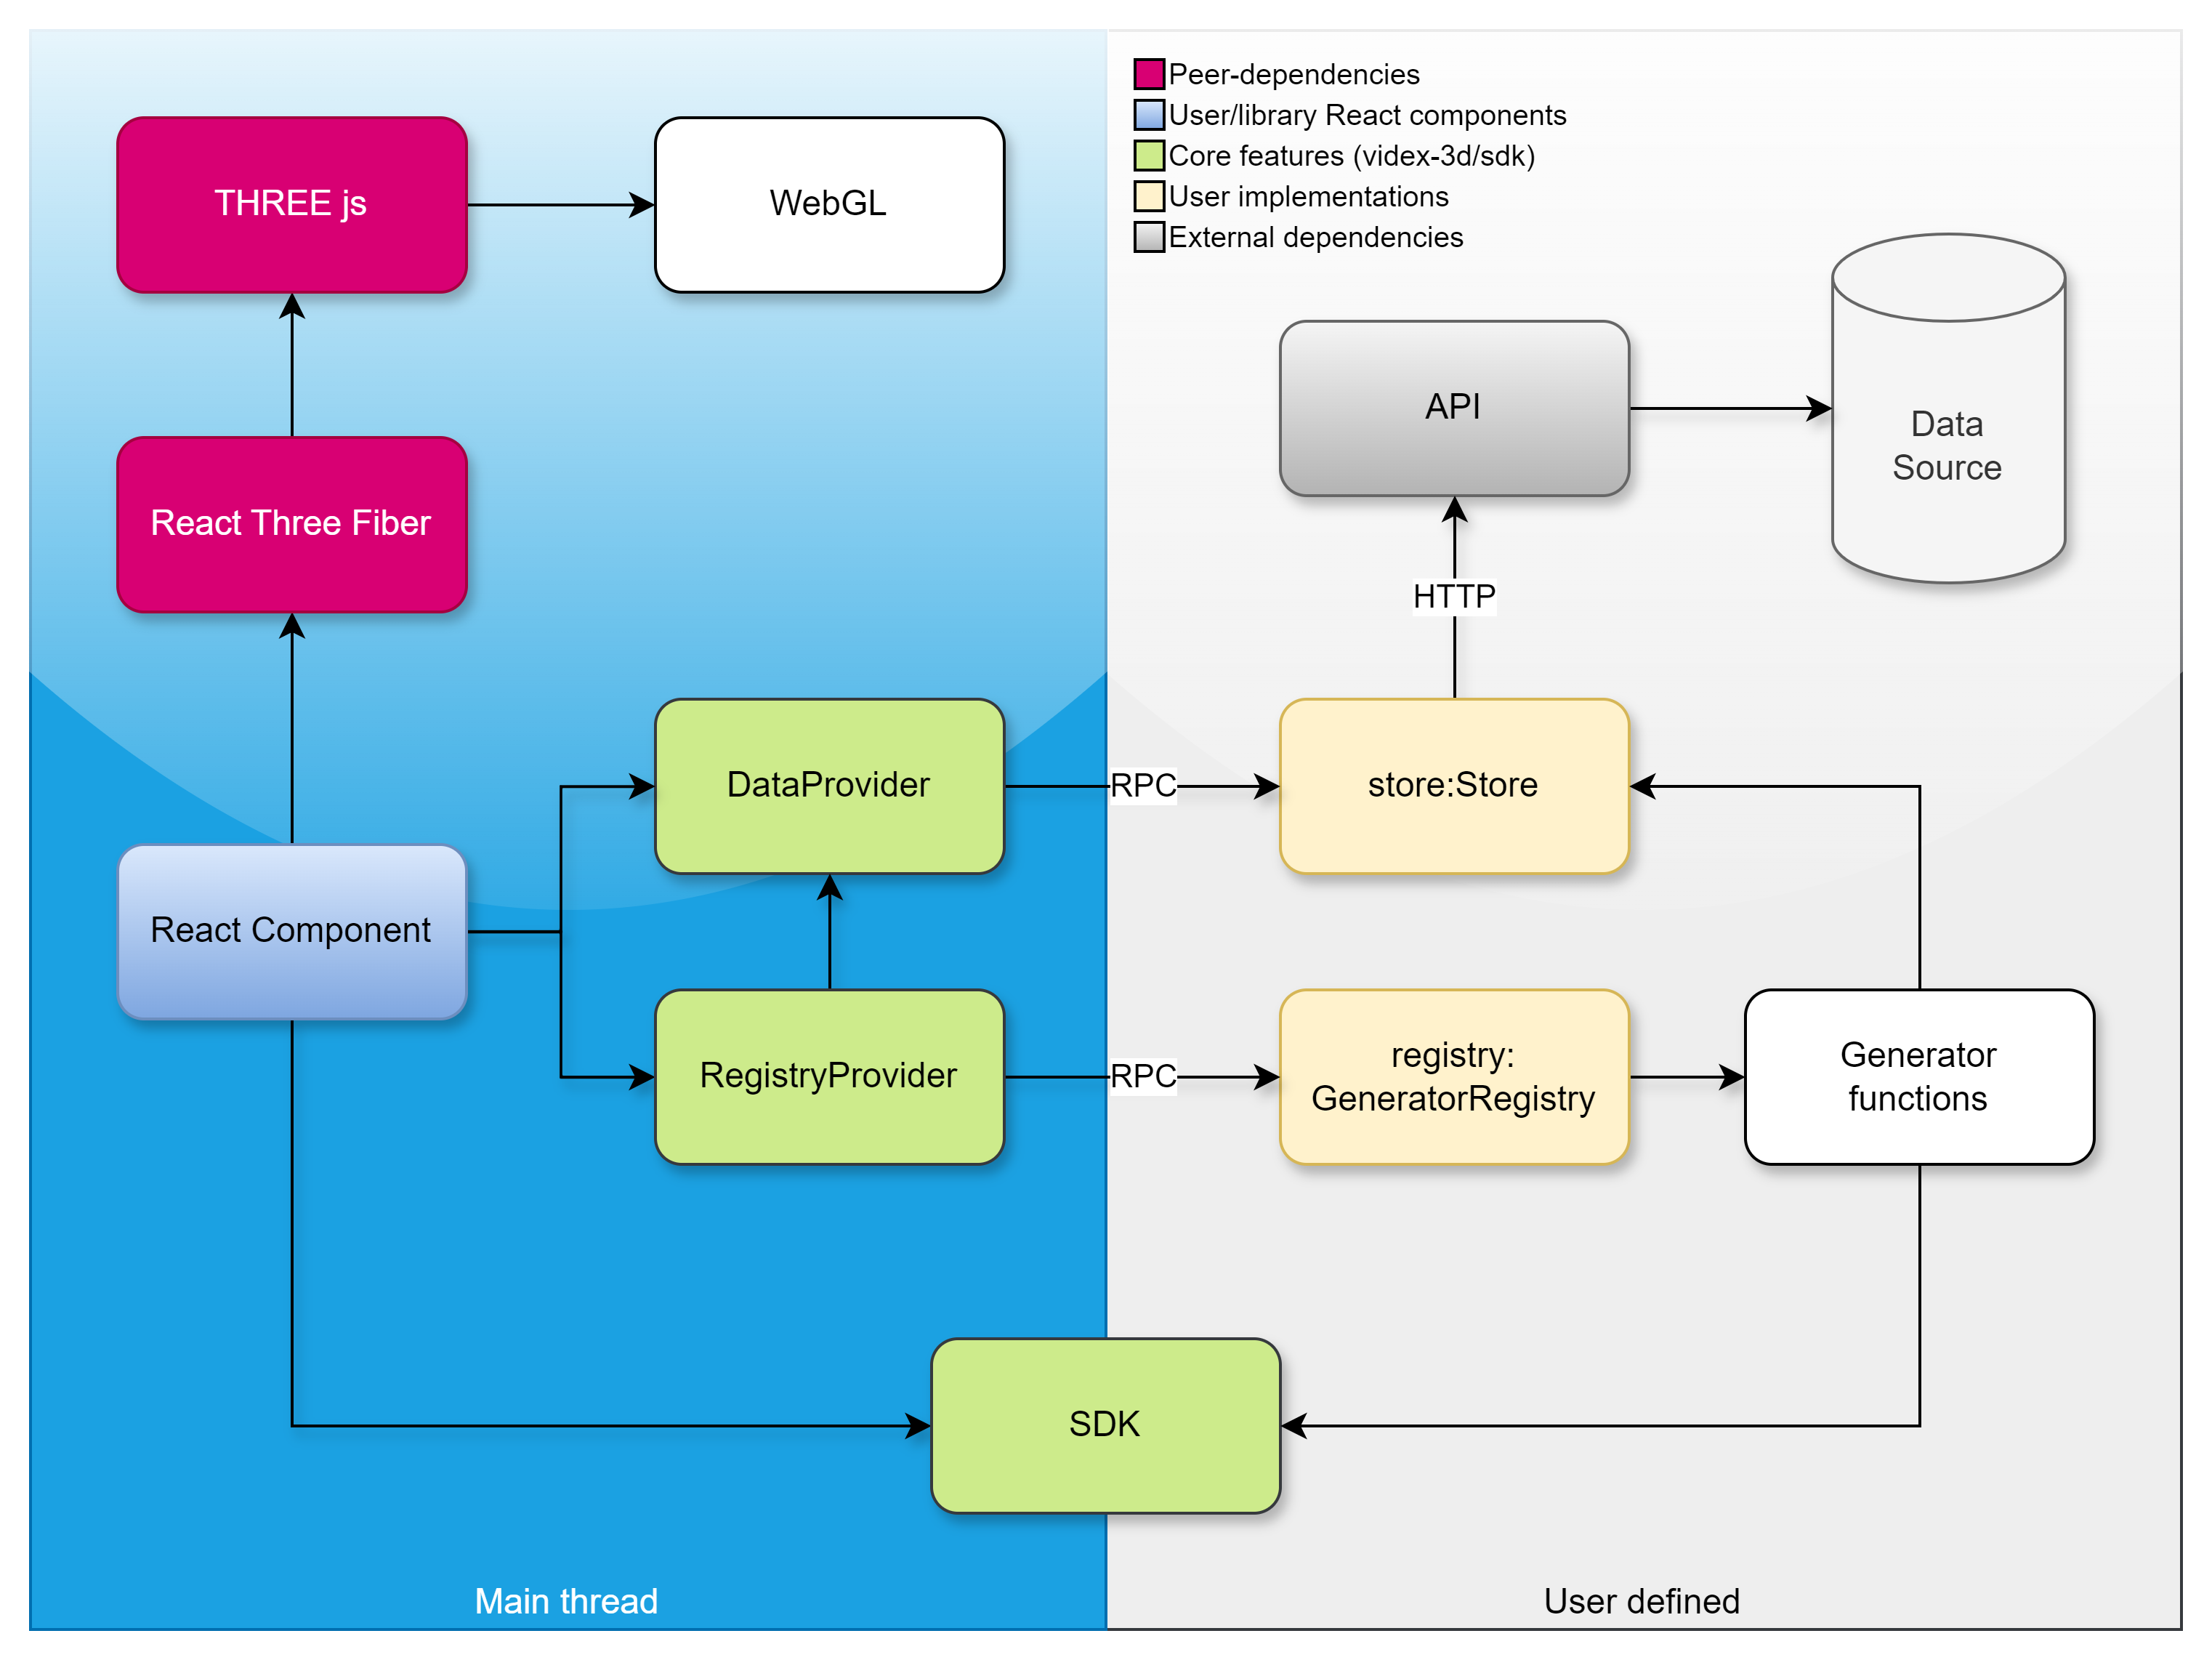 Peer-dependencies
User/library React components
Core features (videx-3d/sdk)
User implementations
External dependencies
THREE js
WebGL
API
Data
Source
React Three Fiber
HTTP
DataProvider
RPC
store:Store
React Component
RegistryProvider
RPC
registry:
GeneratorRegistry
Generator
functions
SDK
Main thread
User defined